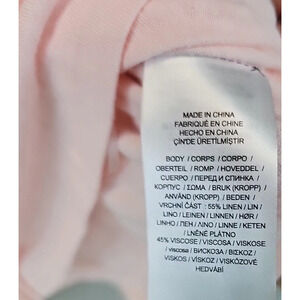 MADE IN CHINA
FABRIQUÉ EN CHINE
HECHO EN CHINA
ÇİN'DE ÜRETİLMİŞTİR
BODY / CORPS / CORPO /
OBERTEIL / ROMP / HOVEDDEL /
CUERPO / ПЕРЕД И СПИНКА /
КОРПУС / ΣΩΜΑ / BRUK (KROPP) /
ANVÄND (KROPP) / BEDEN /
VRCHNÍ ČÁST : 55% LINEN / LIN /
LINO / LEINEN / LINNEN / HØR /
LINHO / ЛЕН / ΛΙΝΟ / LINNE / KETEN
/ LNĚNÉ PLÁTNO
45% VISCOSE / VISCOSA / VISKOSE
/ viscosa / ВИСКОЗА / ΒΙΣΚΟΖ /
VISKOS / VİSKOZ / VISKÓZOVÉ
HEDVÁBÍ